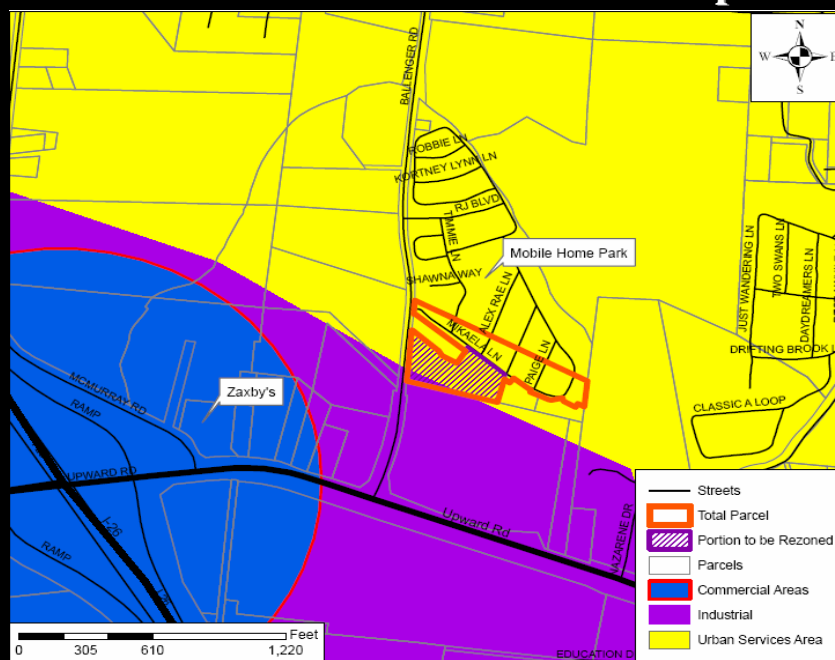 N
W E
S
BALLENGER RD
ROBBIE LN
KORTNEY LYNN LN
RJ BLVD
TIMMIE LN
Mobile Home Park
SHAWNA WAY
ALEX RAE LN
MIKAELA LN
PAIGE LN
JUST WANDERING LN
TWO SWANS LN
DAYDREAMERS LN
DRIFTING BROOK L
CLASSIC A LOOP
Zaxby's
MCMURRAY RD
RAMP
UPWARD RD
I-26
RAMP
Upward Rd
NAZARENE DR
EDUCATION D
Streets
Total Parcel
Portion to be Rezoned
Parcels
Commercial Areas
Industrial
Urban Services Area
Feet
0 305 610 1,220